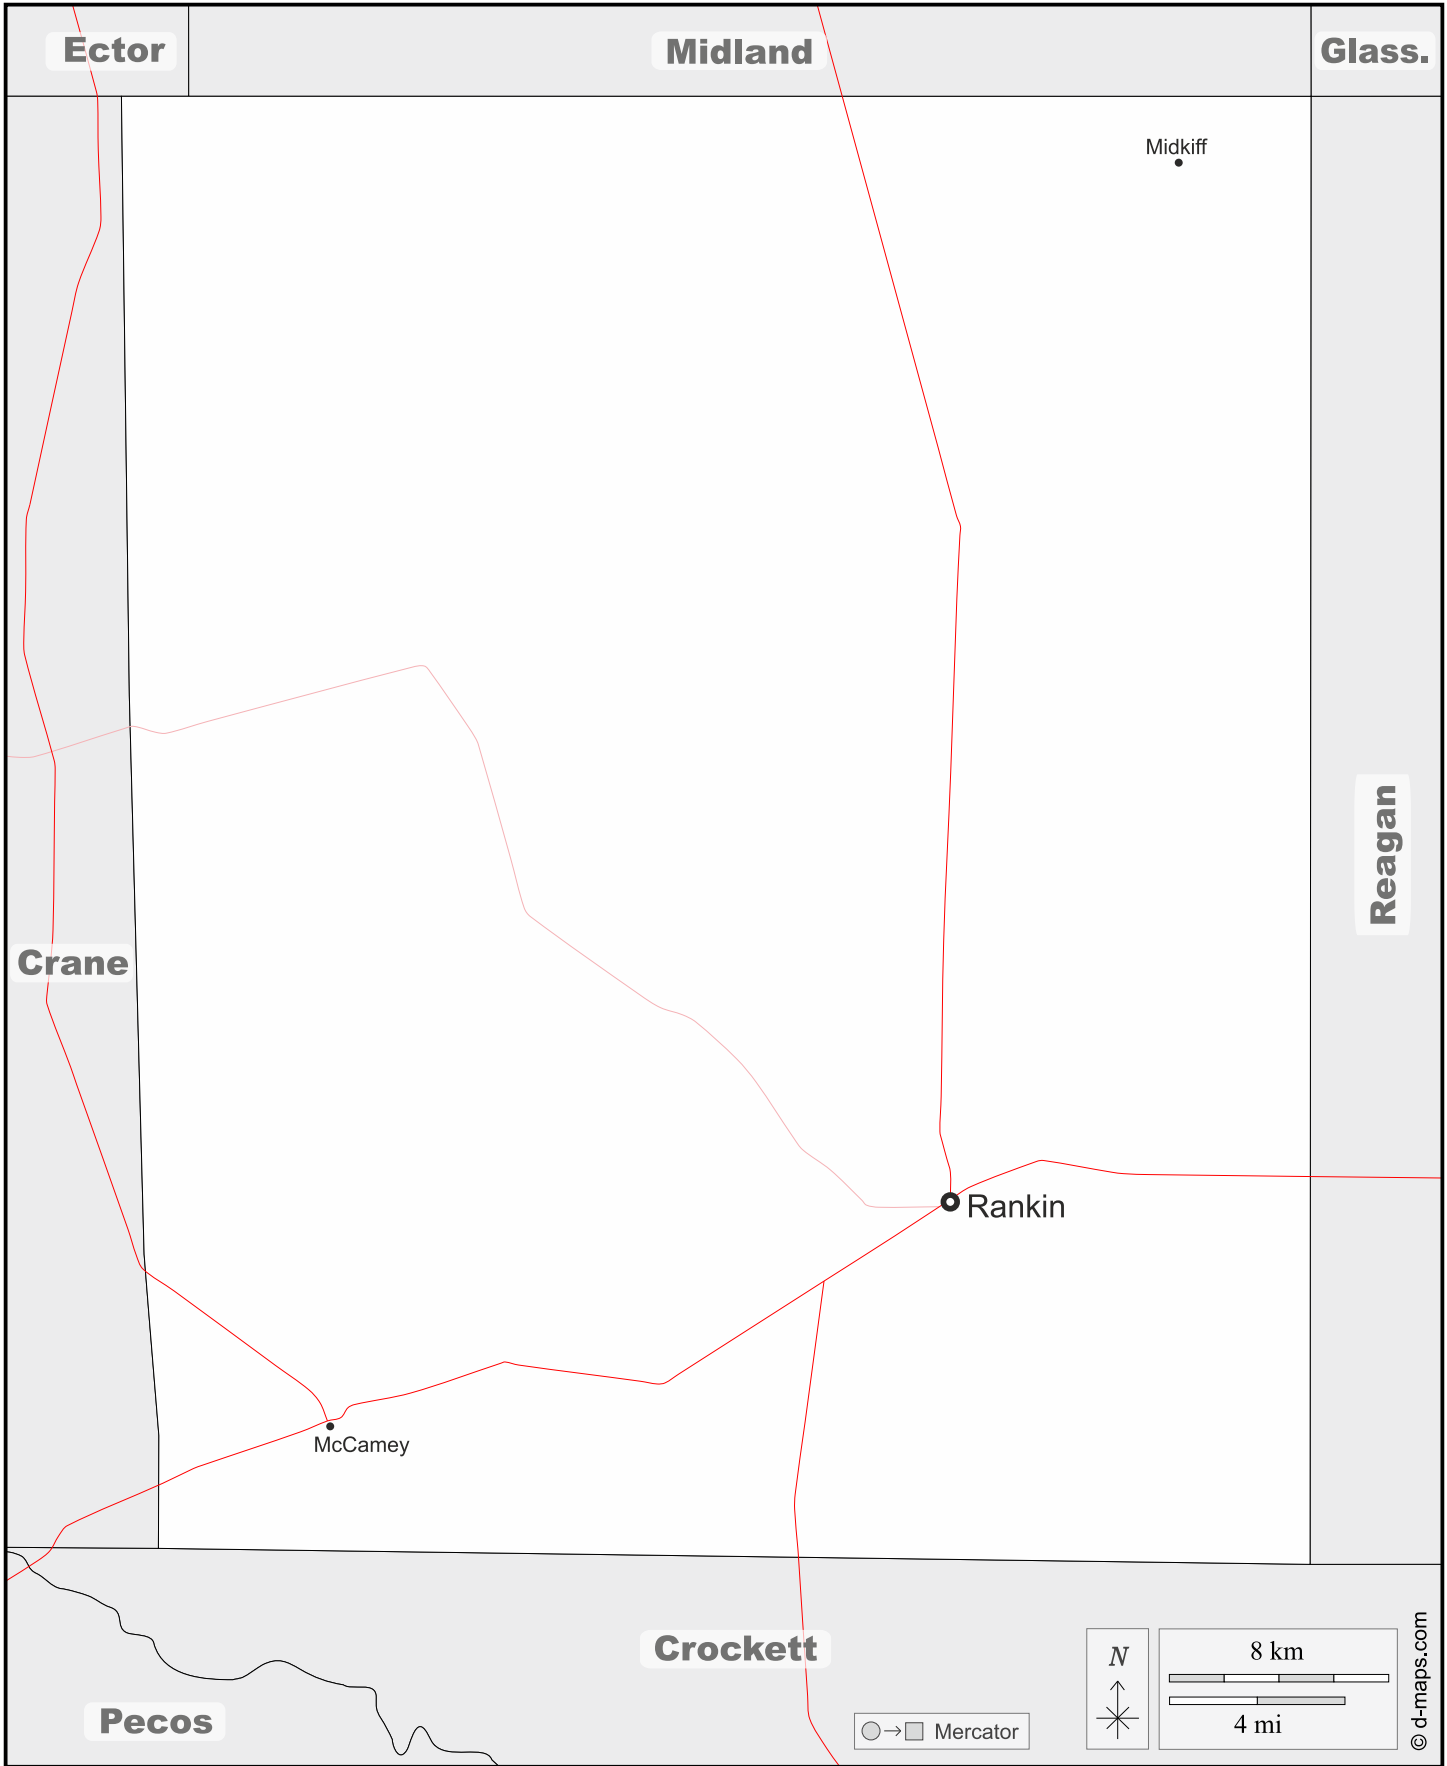 Ector
Midland
Glass.
Midkiff
Reagan
Crane
Rankin
McCamey
Crockett
Pecos
Mercator
N
8 km
4 mi
© d-maps.com